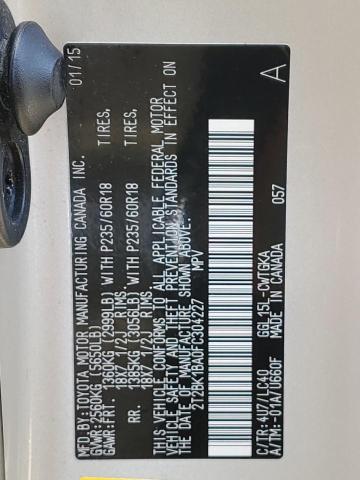 MFD.BY:TOYOTA MOTOR MANUFACTURING CANADA INC. 01/15
GVWR:2560KG (5650LB)
GAWR:FRT. 1360KG (2999LB) WITH P235/60R18 TIRES,
18X7 1/2J RIMS.
RR. 1385KG (3056LB) WITH P235/60R18 TIRES,
18X7 1/2J RIMS.
THIS VEHICLE CONFORMS TO ALL APPLICABLE FEDERAL MOTOR
VEHICLE SAFETY AND THEFT PREVENTION STANDARDS IN EFFECT ON
THE DATE OF MANUFACTURE SHOWN ABOVE.
2T2BK1BA0FC304227 MPV A
C/TR:4U7/LC40 GGL15L-CWTGKA 057
A/TM:-01A/U660F MADE IN CANADA